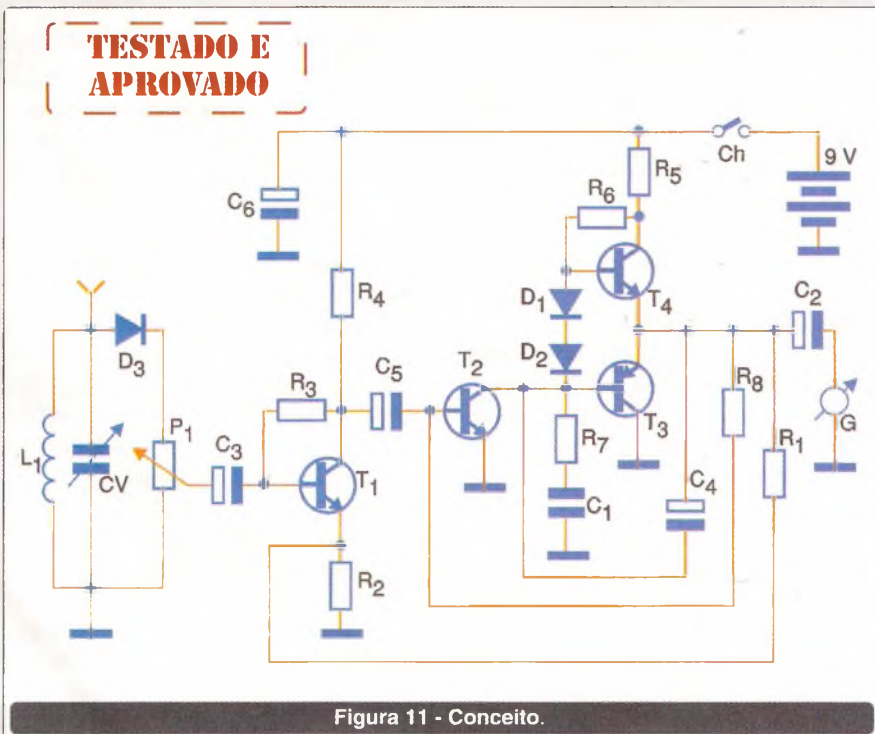 TESTADO E
APROVADO
Ch
9 V
C6
R5
R6
R4
T4
D1
C2
D3
D2
T2
R3
C5
R8
P1
T3
G
L1
C3
R7
R1
CV
T1
C4
C1
R2
Figura 11 - Conceito.